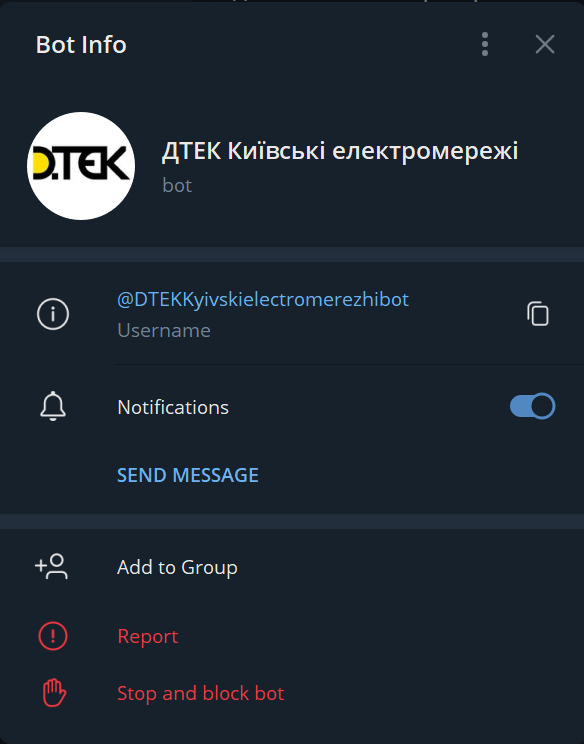 Bot Info
ДТЕК
ДТЕК Київські електромережі
bot
@DTEKKyivskielectromerezhibot
Username
Notifications
SEND MESSAGE
Add to Group
Report
Stop and block bot